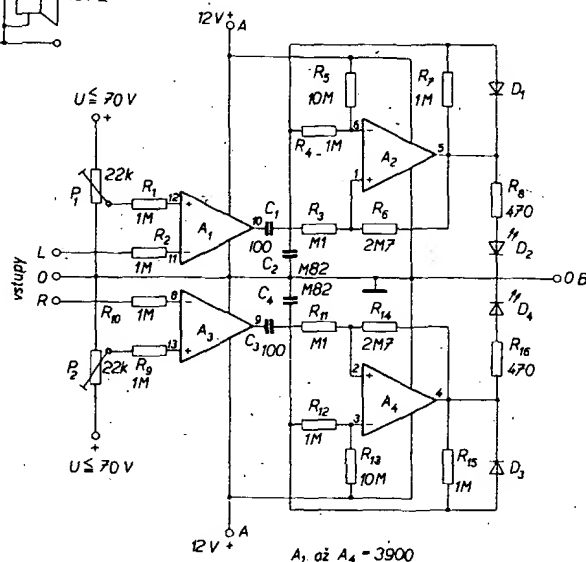 12V + A
U ≦ 70 V
+
R5
10M
R7
1M
D1
R4 1M
6
−
A2
5
1
+
22k
P1
R1
1M
12
+
A1
10
C1
100
R3
M1
R6
2M7
R8
470
L
R2
1M
11
−
C2
M82
D2
vstupy
0
0 B
R
R10
1M
8
−
C4
M82
D4
A3
9
C3
100
R11
M1
R14
2M7
R16
470
P2
22k
R9
1M
13
+
2
+
A4
4
R12
1M
3
−
R13
10M
R15
1M
D3
+
U ≦ 70 V
12V + A
A1 až A4 = 3900